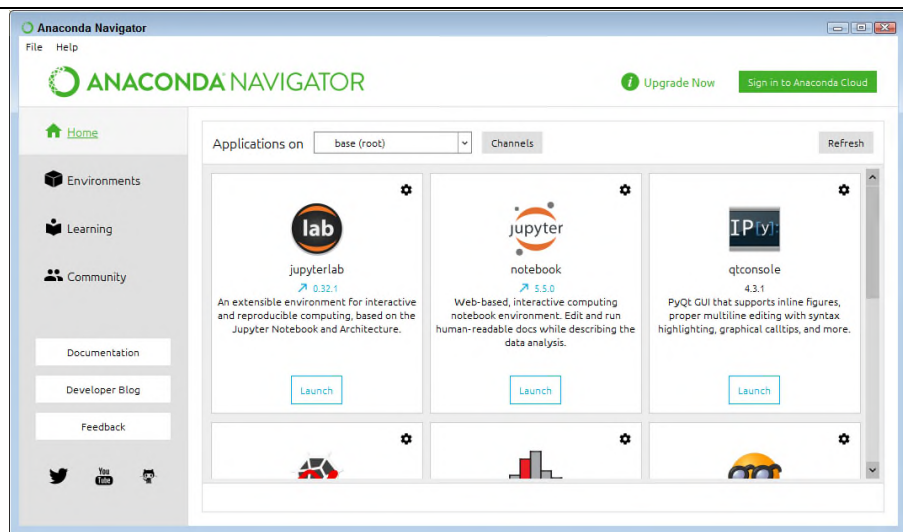 Anaconda Navigator
File Help
ANACONDA NAVIGATOR
i Upgrade Now
Sign in to Anaconda Cloud
Home
Environments
Learning
Community
Documentation
Developer Blog
Feedback
You
Tube
Applications on base (root) Channels Refresh
lab
jupyterlab
0.32.1
An extensible environment for interactive
and reproducible computing, based on the
Jupyter Notebook and Architecture.
Launch
jupyter
notebook
5.5.0
Web-based, interactive computing
notebook environment. Edit and run
human-readable docs while describing the
data analysis.
Launch
IP[y]:
qtconsole
4.3.1
PyQt GUI that supports inline figures,
proper multiline editing with syntax
highlighting, graphical calltips, and more.
Launch